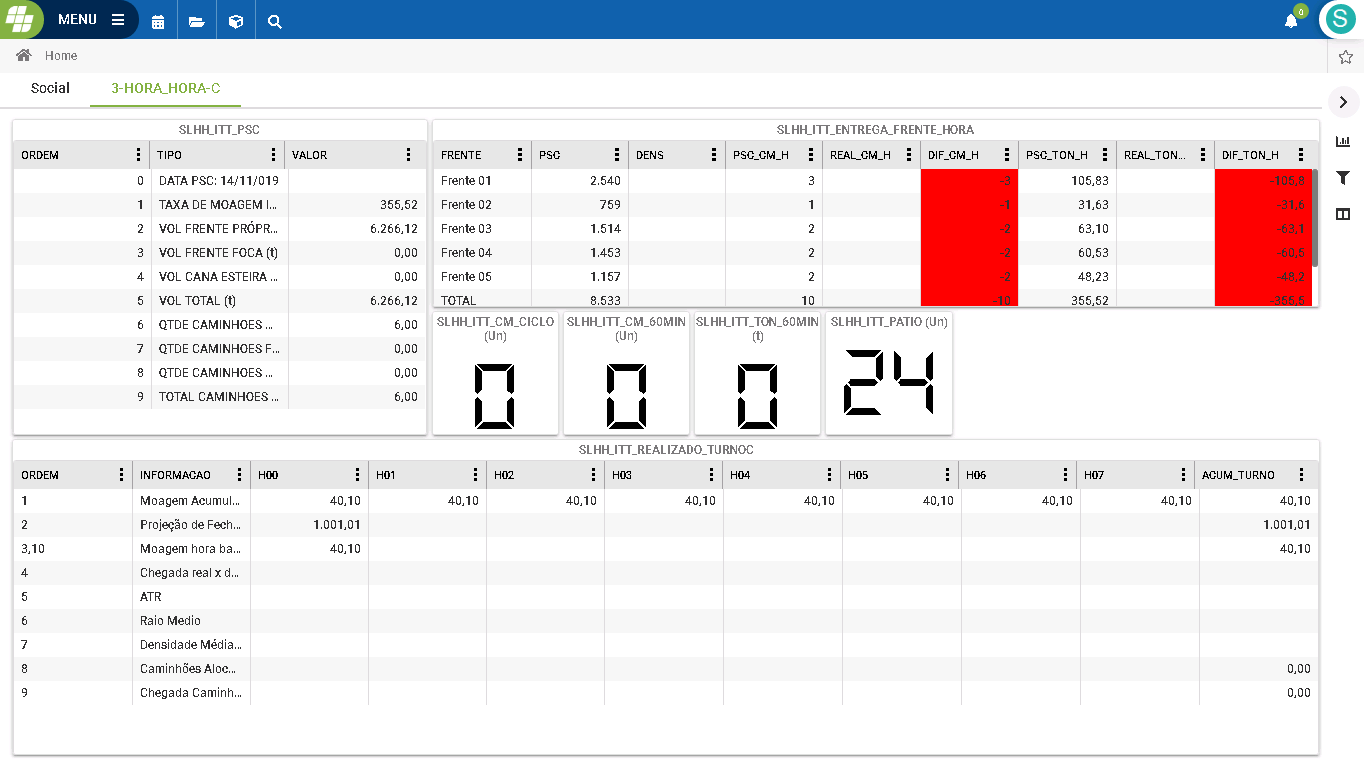 MENU
0
S
Home
Social 3-HORA_HORA-C
SLHH_ITT_PSC
ORDEM TIPO VALOR
0 DATA PSC: 14/11/019
1 TAXA DE MOAGEM I... 355,52
2 VOL FRENTE PRÓPR... 6.266,12
3 VOL FRENTE FOCA (t) 0,00
4 VOL CANA ESTEIRA ... 0,00
5 VOL TOTAL (t) 6.266,12
6 QTDE CAMINHOES ... 6,00
7 QTDE CAMINHOES F... 0,00
8 QTDE CAMINHOES ... 0,00
9 TOTAL CAMINHOES ... 6,00
SLHH_ITT_ENTREGA_FRENTE_HORA
FRENTE PSC DENS PSC_CM_H REAL_CM_H DIF_CM_H PSC_TON_H REAL_TON... DIF_TON_H
Frente 01 2.540 3 -3 105,83 -105,8
Frente 02 759 1 -1 31,63 -31,6
Frente 03 1.514 2 -2 63,10 -63,1
Frente 04 1.453 2 -2 60,53 -60,5
Frente 05 1.157 2 -2 48,23 -48,2
TOTAL 8.533 10 -10 355,52 -355,5
SLHH_ITT_CM_CICLO
(Un)
0
SLHH_ITT_CM_60MIN
(Un)
0
SLHH_ITT_TON_60MIN
(t)
0
SLHH_ITT_PATIO (Un)
24
SLHH_ITT_REALIZADO_TURNOC
ORDEM INFORMACAO H00 H01 H02 H03 H04 H05 H06 H07 ACUM_TURNO
1 Moagem Acumul... 40,10 40,10 40,10 40,10 40,10 40,10 40,10 40,10 40,10
2 Projeção de Fech... 1.001,01 1.001,01
3,10 Moagem hora ba... 40,10 40,10
4 Chegada real x d...
5 ATR
6 Raio Medio
7 Densidade Média...
8 Caminhões Aloc... 0,00
9 Chegada Caminh... 0,00